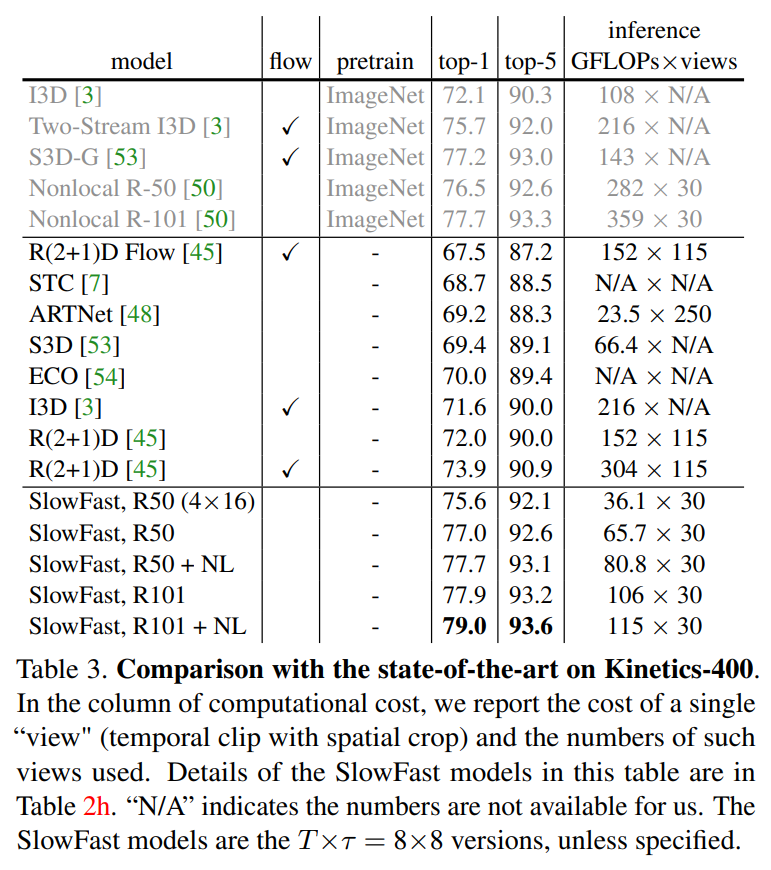 inference
model flow pretrain top-1 top-5 GFLOPs×views
I3D [3] ImageNet 72.1 90.3 108 × N/A
Two-Stream I3D [3] ✓ ImageNet 75.7 92.0 216 × N/A
S3D-G [53] ✓ ImageNet 77.2 93.0 143 × N/A
Nonlocal R-50 [50] ImageNet 76.5 92.6 282 × 30
Nonlocal R-101 [50] ImageNet 77.7 93.3 359 × 30
R(2+1)D Flow [45] ✓ - 67.5 87.2 152 × 115
STC [7] - 68.7 88.5 N/A × N/A
ARTNet [48] - 69.2 88.3 23.5 × 250
S3D [53] - 69.4 89.1 66.4 × N/A
ECO [54] - 70.0 89.4 N/A × N/A
I3D [3] ✓ - 71.6 90.0 216 × N/A
R(2+1)D [45] - 72.0 90.0 152 × 115
R(2+1)D [45] ✓ - 73.9 90.9 304 × 115
SlowFast, R50 (4×16) - 75.6 92.1 36.1 × 30
SlowFast, R50 - 77.0 92.6 65.7 × 30
SlowFast, R50 + NL - 77.7 93.1 80.8 × 30
SlowFast, R101 - 77.9 93.2 106 × 30
SlowFast, R101 + NL - 79.0 93.6 115 × 30
Table 3. Comparison with the state-of-the-art on Kinetics-400.
In the column of computational cost, we report the cost of a single
“view" (temporal clip with spatial crop) and the numbers of such
views used. Details of the SlowFast models in this table are in
Table 2h. “N/A” indicates the numbers are not available for us. The
SlowFast models are the T×τ = 8×8 versions, unless specified.